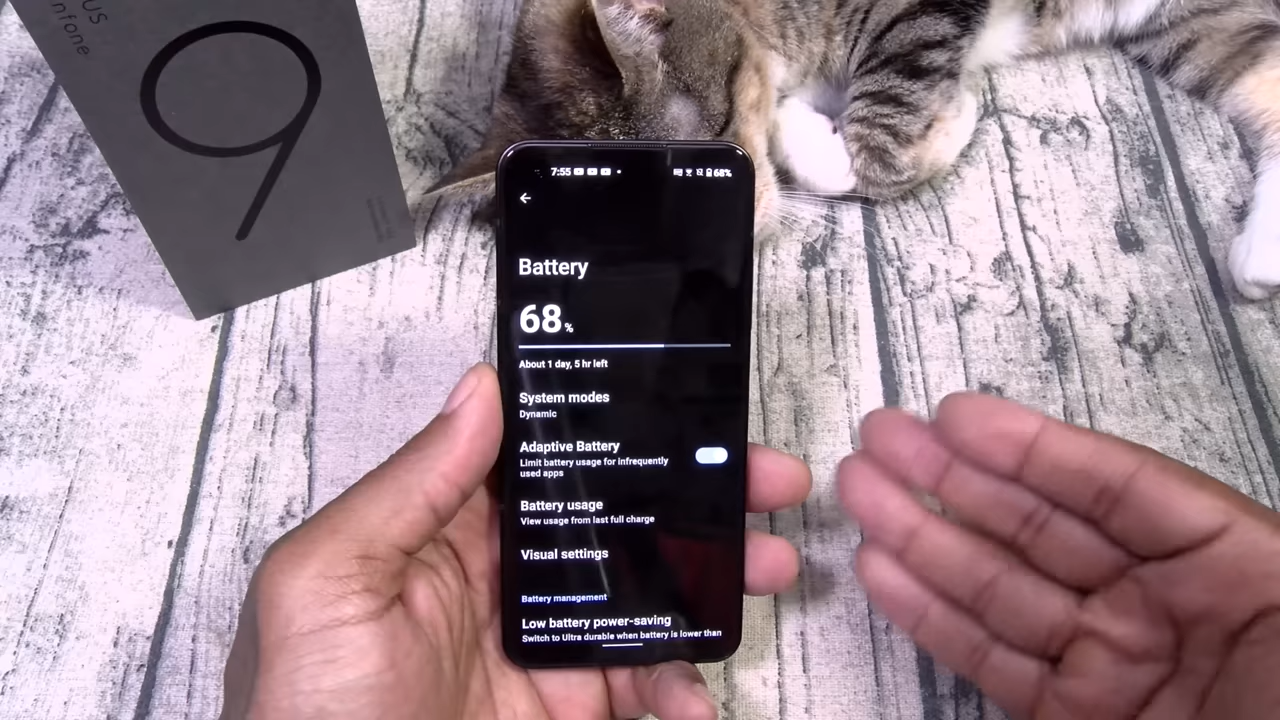 US
nfone
9
7:55
68%
Battery
68%
About 1 day, 5 hr left
System modes
Dynamic
Adaptive Battery
Limit battery usage for infrequently
used apps
Battery usage
View usage from last full charge
Visual settings
Battery management
Low battery power-saving
Switch to Ultra durable when battery is lower than